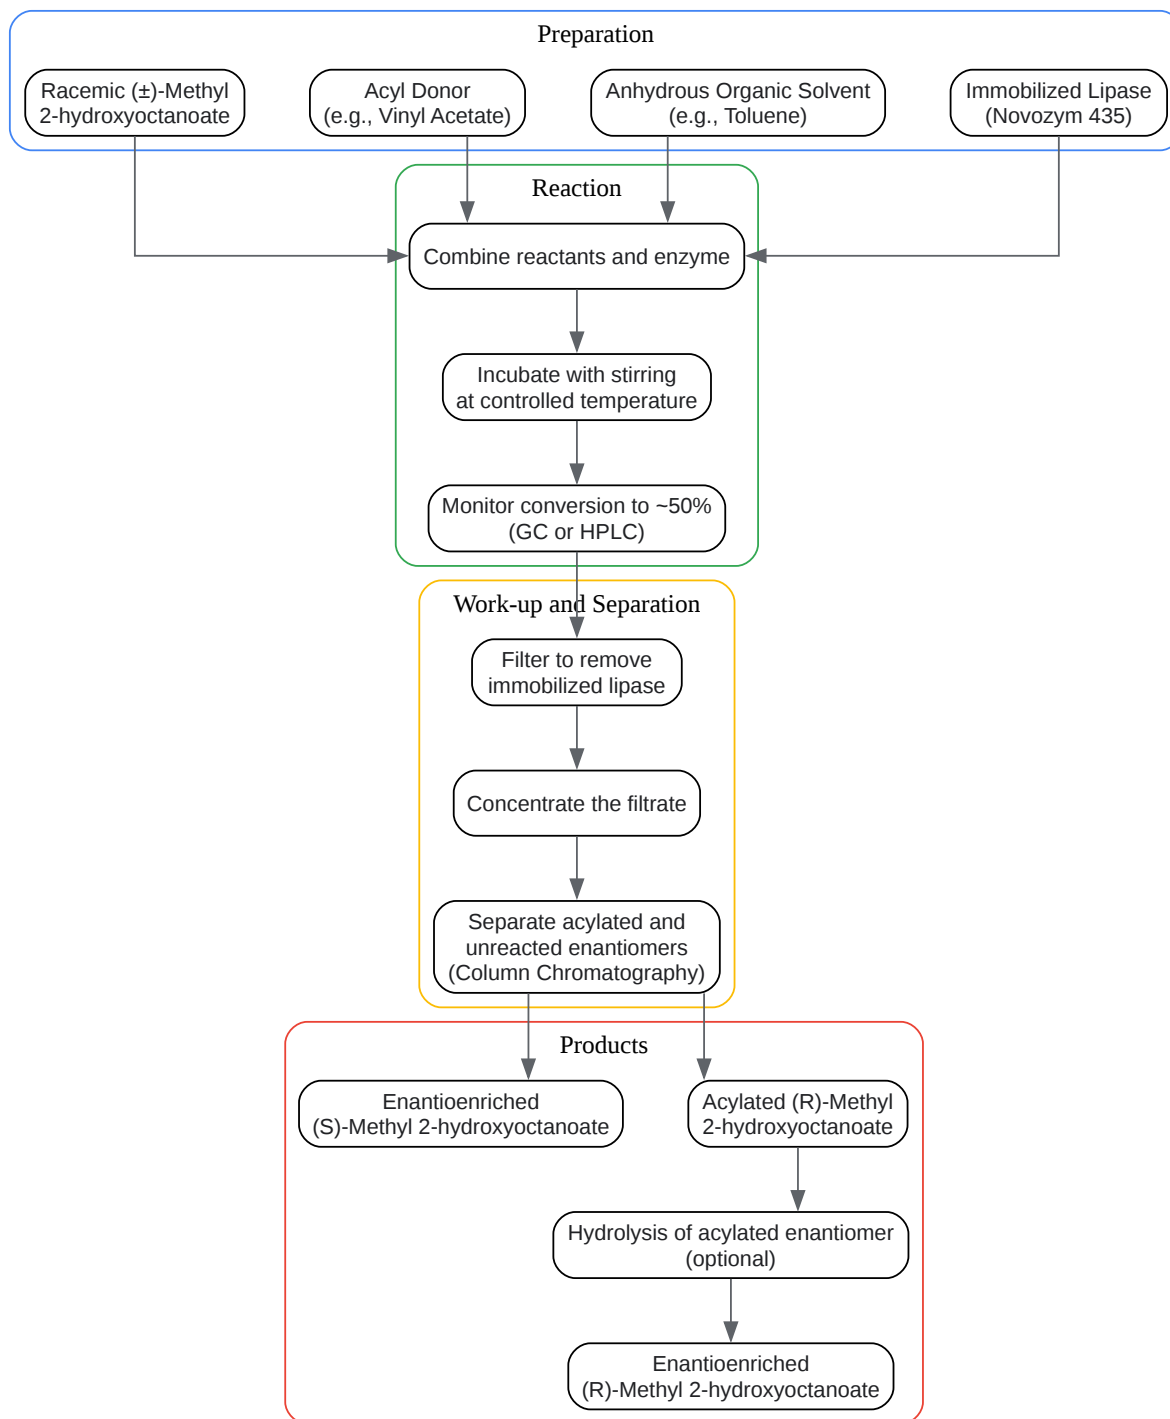 Preparation
Racemic (±)-Methyl
2-hydroxyoctanoate
Acyl Donor
(e.g., Vinyl Acetate)
Anhydrous Organic Solvent
(e.g., Toluene)
Immobilized Lipase
(Novozym 435)
Reaction
Combine reactants and enzyme
Incubate with stirring
at controlled temperature
Monitor conversion to ~50%
(GC or HPLC)
Work-up and Separation
Filter to remove
immobilized lipase
Concentrate the filtrate
Separate acylated and
unreacted enantiomers
(Column Chromatography)
Products
Enantioenriched
(S)-Methyl 2-hydroxyoctanoate
Acylated (R)-Methyl
2-hydroxyoctanoate
Hydrolysis of acylated enantiomer
(optional)
Enantioenriched
(R)-Methyl 2-hydroxyoctanoate